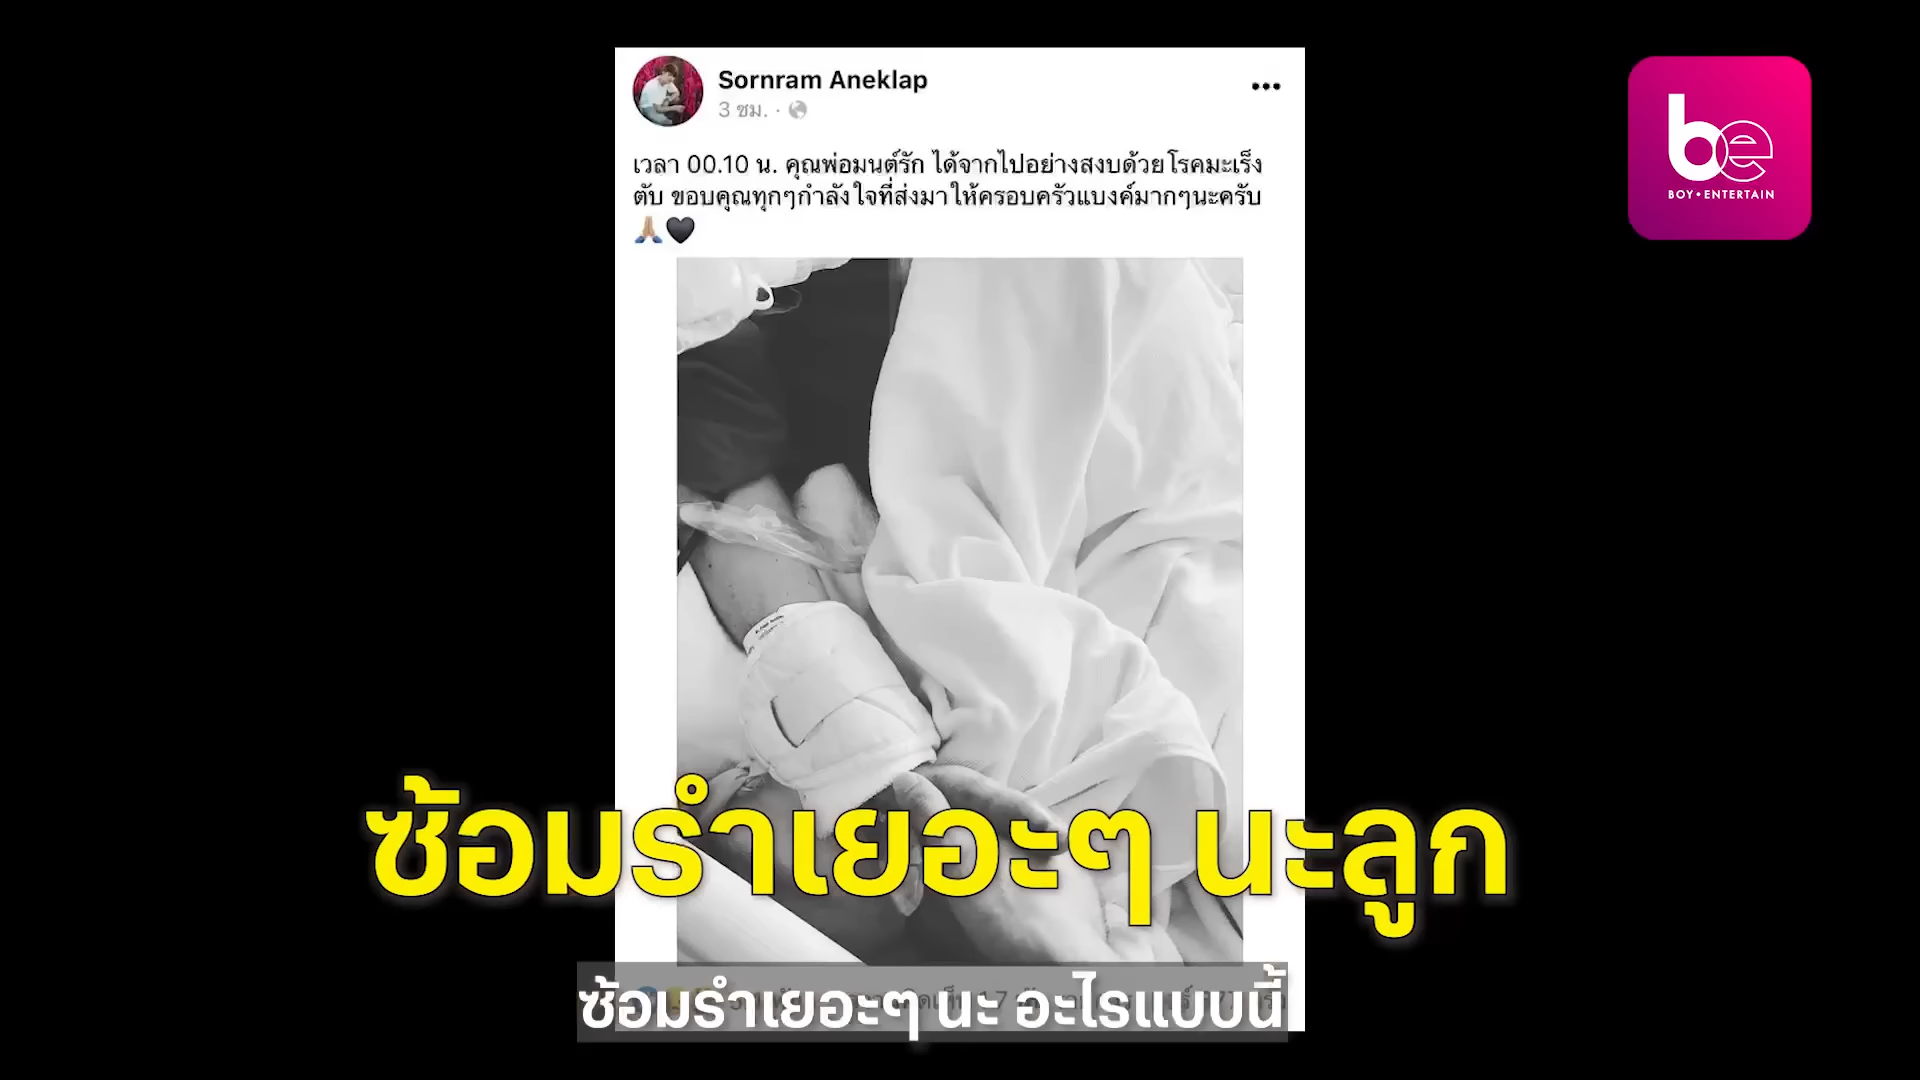 Sornram Aneklap
3 ชม. ·
เวลา 00.10 น. คุณพ่อมนต์รัก ได้จากไปอย่างสงบด้วยโรคมะเร็ง
ตับ ขอบคุณทุกๆกำลังใจที่ส่งมาให้ครอบครัวแบงค์มากๆนะครับ
🙏🏼🖤
be
BOY • ENTERTAIN
ซ้อมรำเยอะๆ นะลูก
ซ้อมรำเยอะๆ นะ อะไรแบบนี้